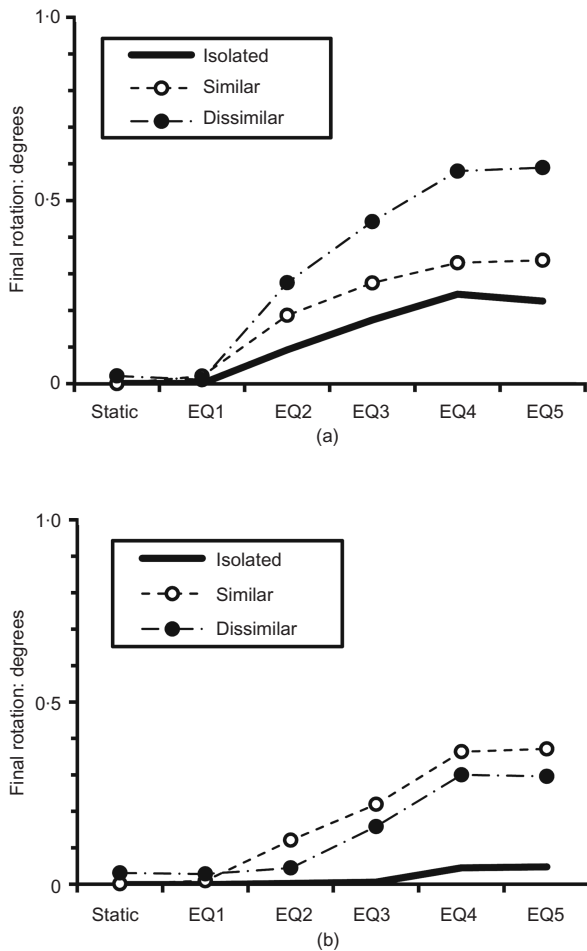 1·0
Isolated
Similar
Dissimilar
Final rotation: degrees
0·5
0
Static EQ1 EQ2 EQ3 EQ4 EQ5
(a)
1·0
Isolated
Similar
Dissimilar
Final rotation: degrees
0·5
0
Static EQ1 EQ2 EQ3 EQ4 EQ5
(b)